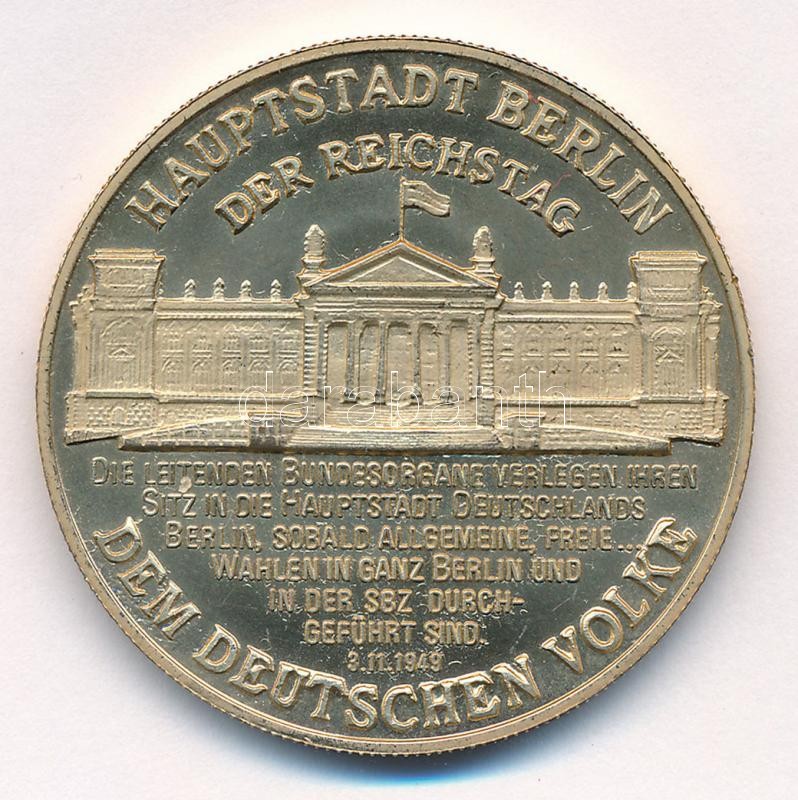 HAUPTSTADT BERLIN
DER REICHSTAG
darabanth
DIE LEITENDEN BUNDESORGANE VERLEGEN IHREN
SITZ IN DIE HAUPTSTADT DEUTSCHLANDS
BERLIN, SOBALD ALLGEMEINE, FREIE...
WAHLEN IN GANZ BERLIN UND
IN DER SBZ DURCH-
GEFÜHRT SIND.
3.11.1949
DEM DEUTSCHEN VOLKE